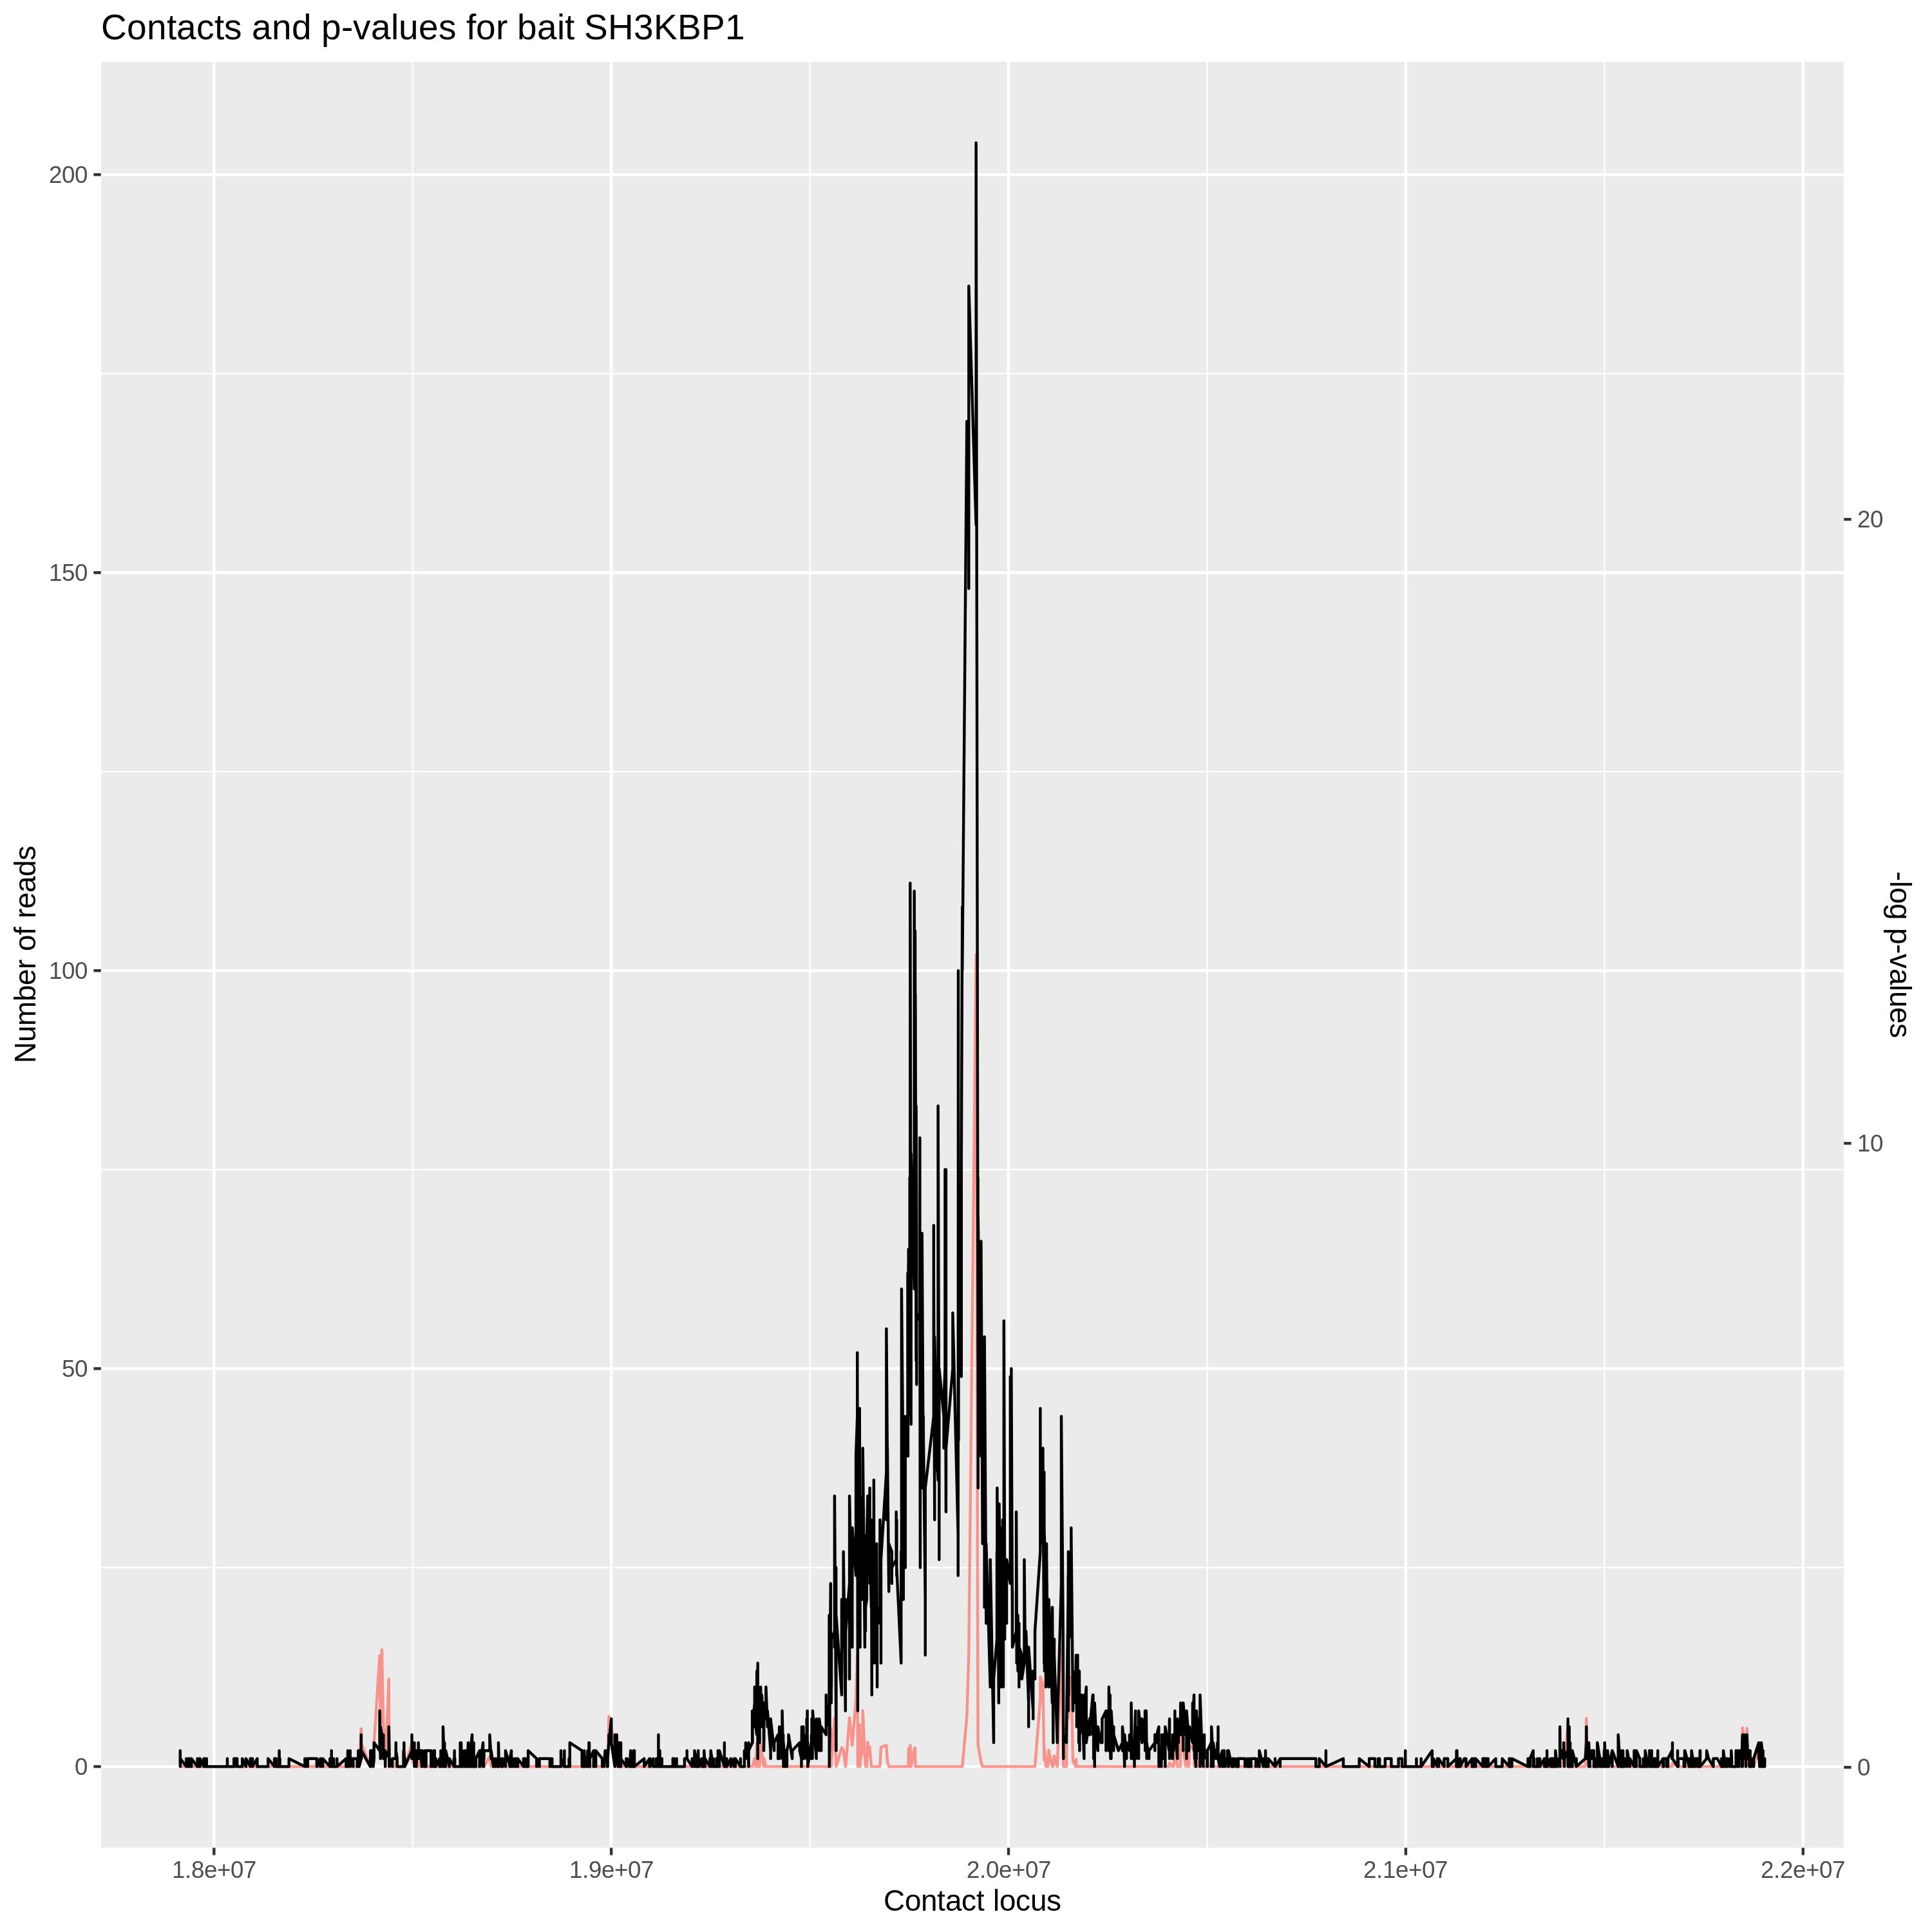 Contacts and p-values for bait SH3KBP1
200
150
100
50
0
20
10
0
Number of reads
-log p-values
1.8e+07
1.9e+07
2.0e+07
2.1e+07
2.2e+07
Contact locus